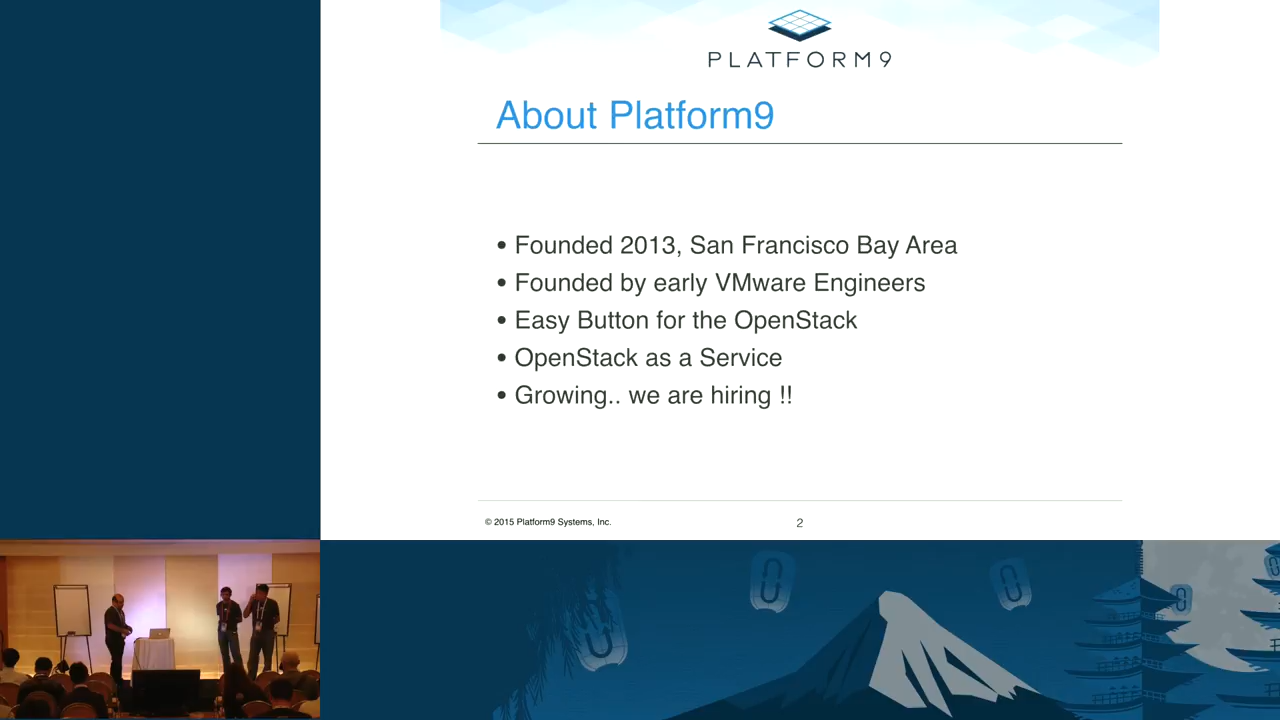 PLATFORM9
About Platform9
• Founded 2013, San Francisco Bay Area
• Founded by early VMware Engineers
• Easy Button for the OpenStack
• OpenStack as a Service
• Growing.. we are hiring !!
© 2015 Platform9 Systems, Inc.
2